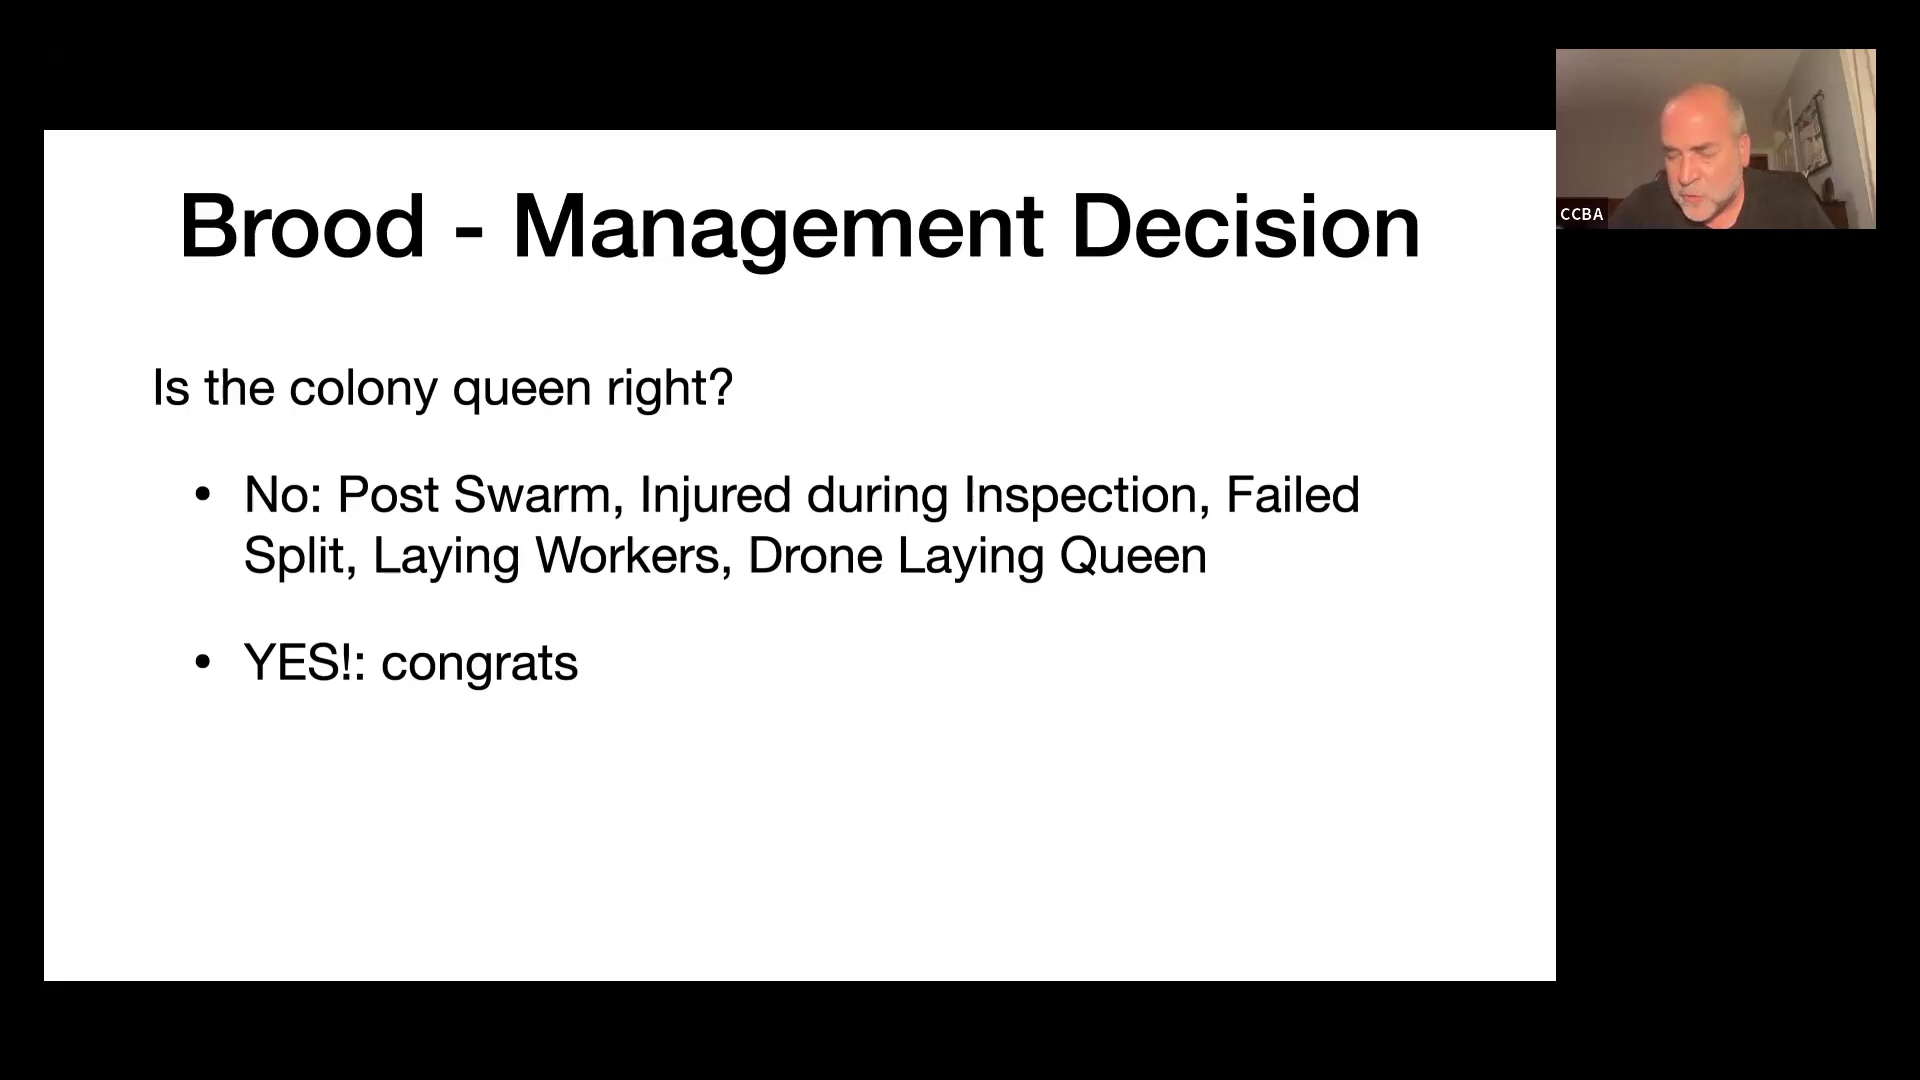 Brood - Management Decision
Is the colony queen right?
• No: Post Swarm, Injured during Inspection, Failed
Split, Laying Workers, Drone Laying Queen
• YES!: congrats
CCBA